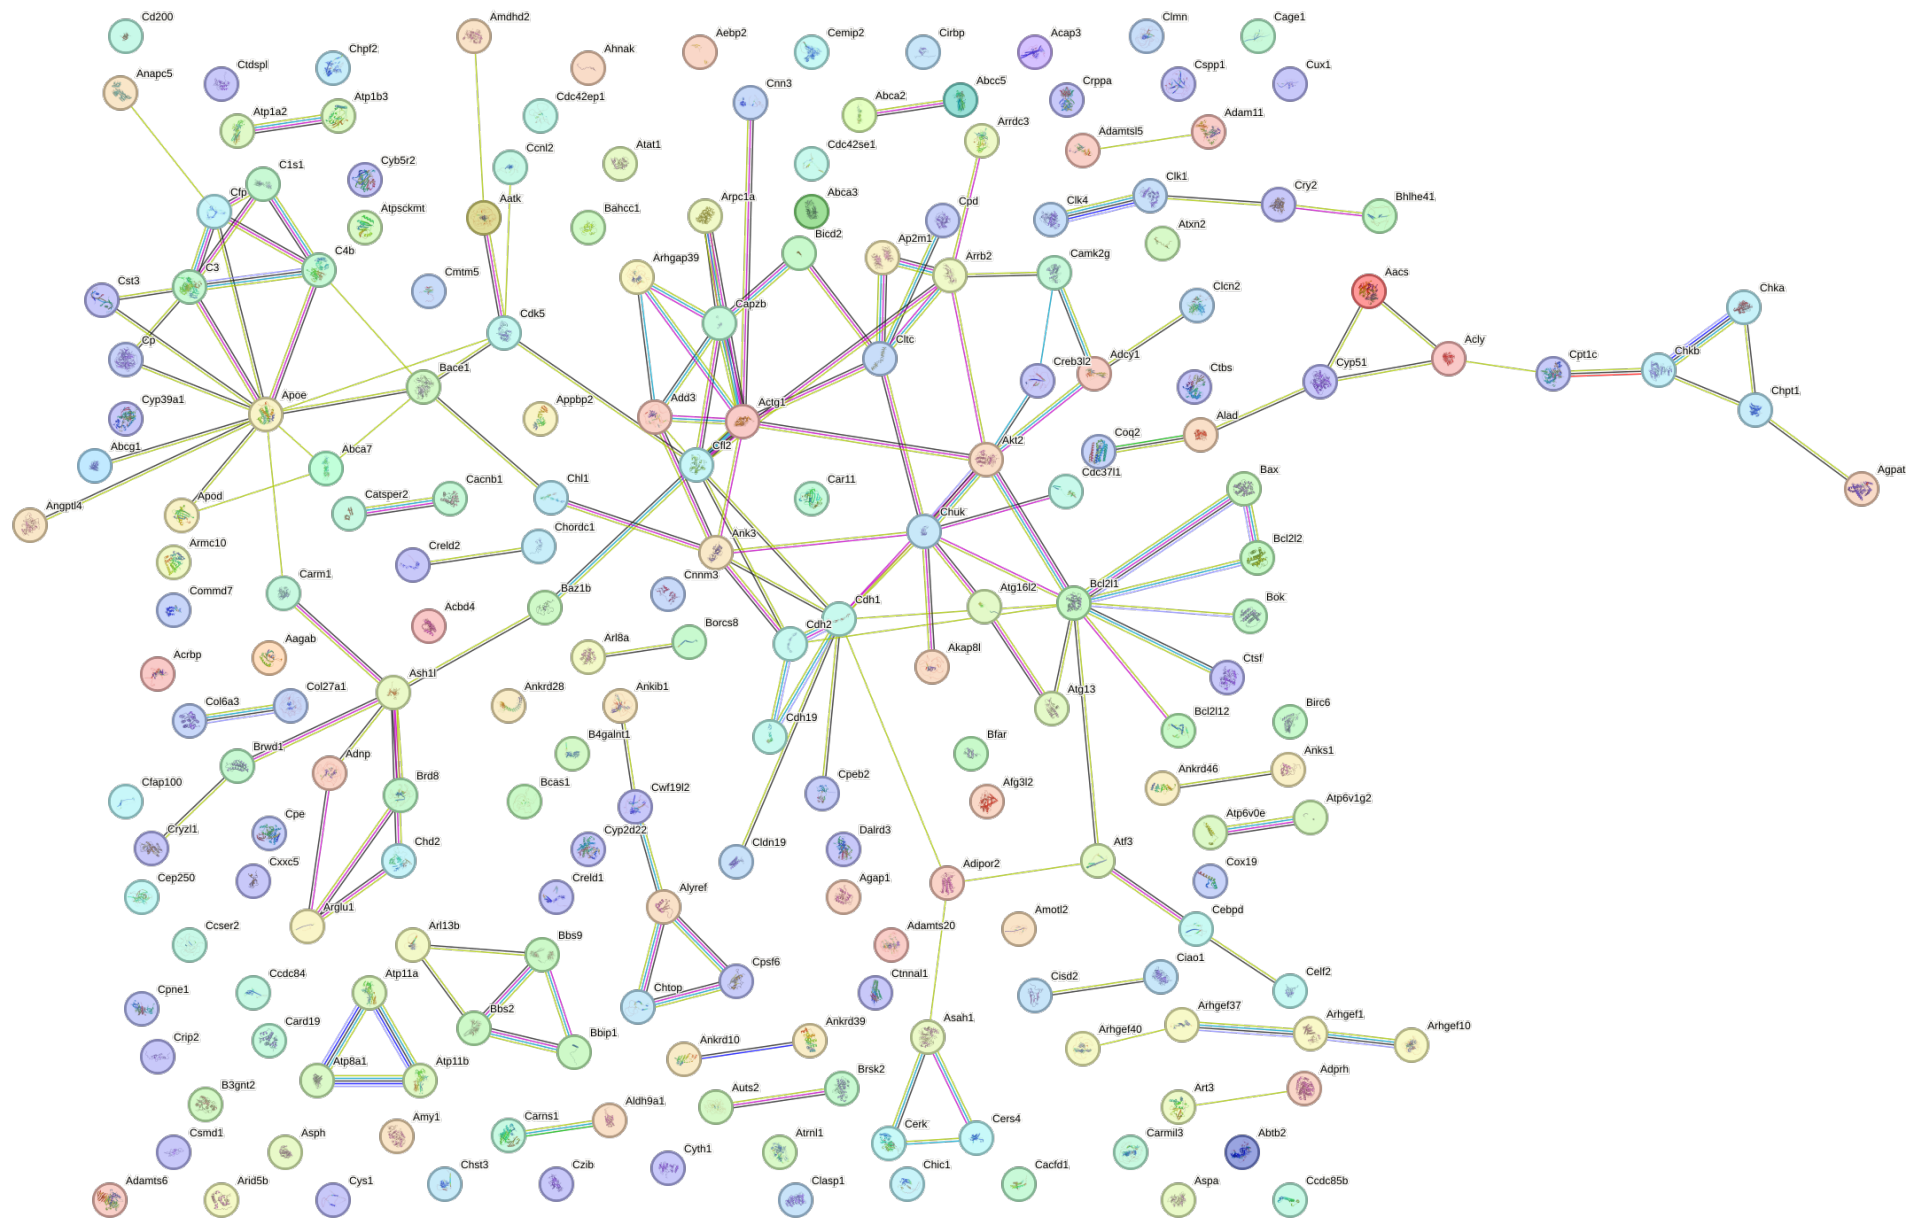 Cd200
Amdhd2
Clmn
Cage1
Ahnak
Aebp2
Cemip2
Cirbp
Acap3
Chpf2
Ctdspl
Anapc5
Cspp1
Cux1
Cnn3
Abcc5
Crppa
Abca2
Atp1b3
Atp1a2
Cdc42ep1
Adam11
Arrdc3
Adamtsl5
Ccnl2
Atat1
Cdc42se1
C1s1
Cyb5r2
Cfp
Clk1
Cry2
Aatk
Arpc1a
Abca3
Cpd
Clk4
Bhlhe41
Atpsckmt
Bahcc1
Bicd2
Atxn2
Ap2m1
C4b
C3
Arhgap39
Arrb2
Camk2g
Cst3
Cmtm5
Aacs
Chka
Clcn2
Capzb
Cdk5
Cltc
Cp
Acly
Adcy1
Creb3l2
Cyp51
Cpt1c
Chkb
Bace1
Ctbs
Chpt1
Apoe
Cyp39a1
Appbp2
Add3
Actg1
Alad
Abcg1
Abca7
Cfl2
Akt2
Coq2
Cdc37l1
Bax
Agpat
Angptl4
Apod
Catsper2
Cacnb1
Chl1
Car11
Chuk
Chordc1
Ank3
Bcl2l2
Armc10
Creld2
Carm1
Commd7
Cnnm3
Baz1b
Atg16l2
Bcl2l1
Cdh1
Bok
Acbd4
Cdh2
Borcs8
Arl8a
Aagab
Acrbp
Akap8l
Ctsf
Ash1l
Col27a1
Col6a3
Ankrd28
Ankib1
Atg13
Cdh19
Bcl2l12
Birc6
B4galnt1
Bfar
Brwd1
Adnp
Anks1
Ankrd46
Brd8
Cfap100
Bcas1
Cwf19l2
Cpeb2
Afg3l2
Atp6v1g2
Atp6v0e
Cryzl1
Cpe
Cyp2d22
Dalrd3
Cldn19
Chd2
Atf3
Cxxc5
Cox19
Adipor2
Cep250
Creld1
Agap1
Alyref
Arglu1
Amotl2
Cebpd
Ccser2
Arl13b
Adamts20
Bbs9
Ciao1
Cpsf6
Celf2
Ccdc84
Atp11a
Ctnnal1
Cisd2
Cpne1
Chtop
Bbs2
Arhgef37
Arhgef1
Arhgef10
Asah1
Card19
Ankrd39
Bbip1
Arhgef40
Crip2
Ankrd10
Atp8a1
Atp11b
Brsk2
Adprh
B3gnt2
Auts2
Art3
Aldh9a1
Carns1
Amy1
Cerk
Cers4
Csmd1
Asph
Atrnl1
Carmil3
Abtb2
Cyth1
Adamts6
Arid5b
Cys1
Chst3
Czib
Clasp1
Chic1
Cacfd1
Aspa
Ccdc85b